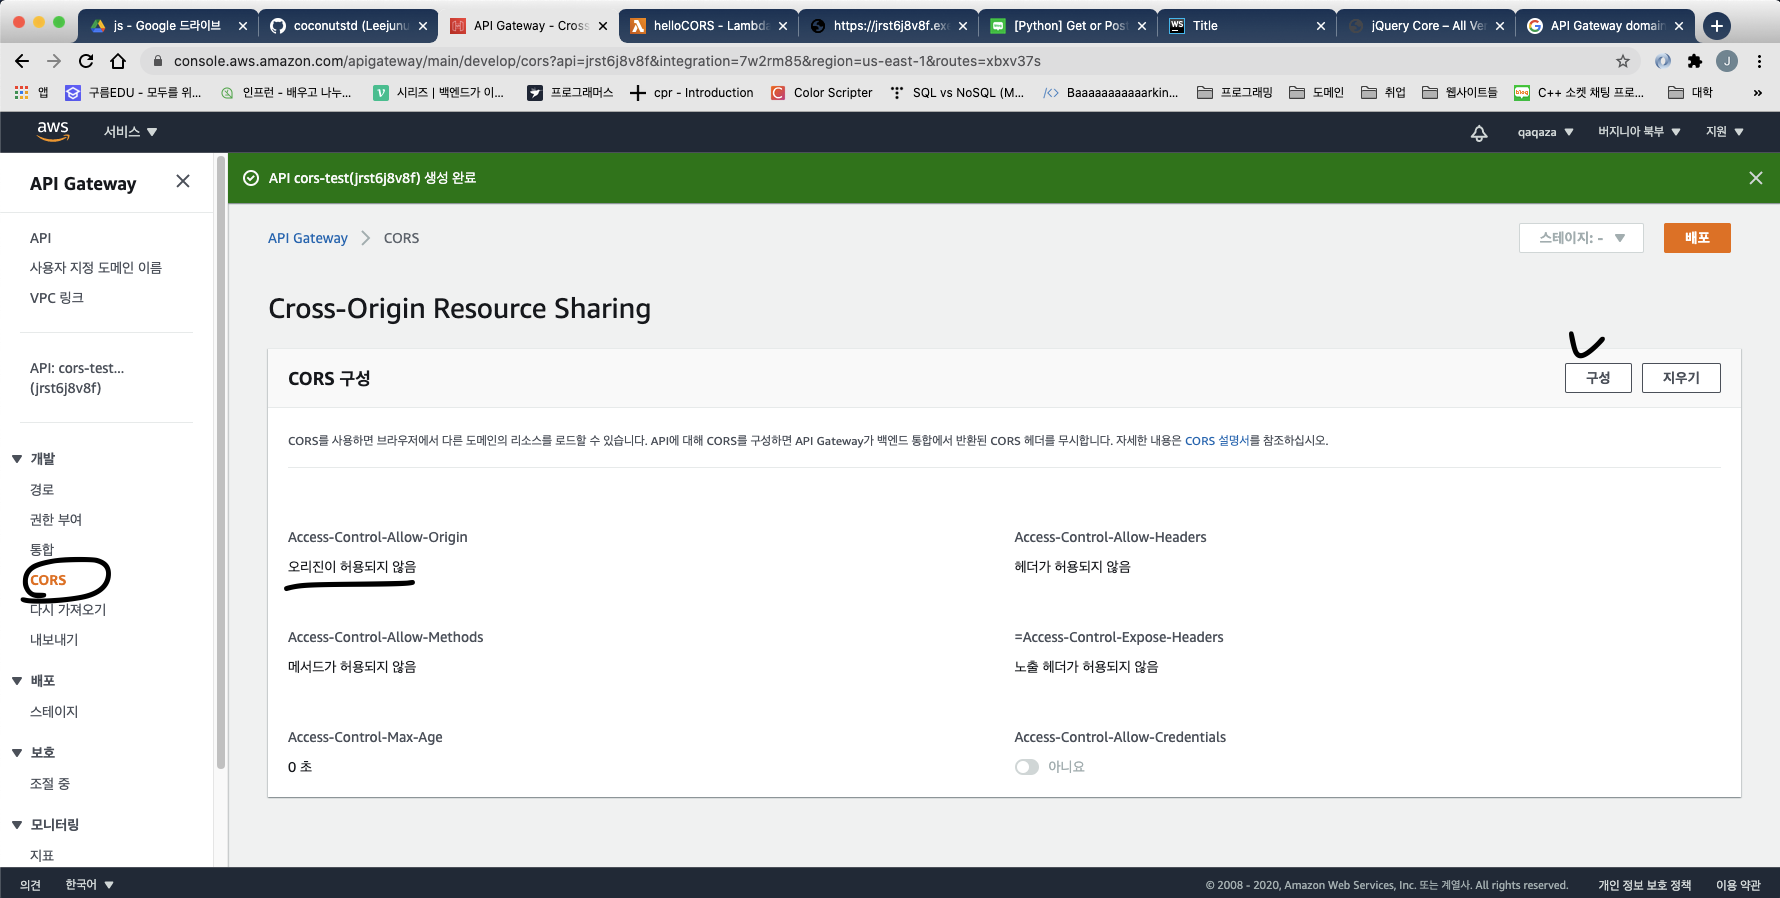 js - Google 드라이브
coconutstd (Leejunu
API Gateway - Cross
helloCORS - Lambda
https://jrst6j8v8f.exe
[Python] Get or Post
WS Title
jQuery Core – All Ver
API Gateway domain
console.aws.amazon.com/apigateway/main/develop/cors?api=jrst6j8v8f&integration=7w2rm85&region=us-east-1&routes=xbxv37s
J
앱
구름EDU - 모두를 위...
인프런 - 배우고 나누...
시리즈 | 백엔드가 이...
프로그래머스
cpr - Introduction
Color Scripter
SQL vs NoSQL (M...
Baaaaaaaaaaarkin...
프로그래밍
도메인
취업
웹사이트들
C++ 소켓 채팅 프로...
대학
»
aws
서비스
qaqaza
버지니아 북부
지원
API Gateway
API
사용자 지정 도메인 이름
VPC 링크
API: cors-test...
(jrst6j8v8f)
개발
경로
권한 부여
통합
CORS
다시 가져오기
내보내기
배포
스테이지
보호
조절 중
모니터링
지표
API cors-test(jrst6j8v8f) 생성 완료
API Gateway
CORS
스테이지: -
배포
Cross-Origin Resource Sharing
CORS 구성
구성
지우기
CORS를 사용하면 브라우저에서 다른 도메인의 리소스를 로드할 수 있습니다. API에 대해 CORS를 구성하면 API Gateway가 백엔드 통합에서 반환된 CORS 헤더를 무시합니다. 자세한 내용은 CORS 설명서를 참조하십시오.
Access-Control-Allow-Origin
오리진이 허용되지 않음
Access-Control-Allow-Headers
헤더가 허용되지 않음
Access-Control-Allow-Methods
메서드가 허용되지 않음
=Access-Control-Expose-Headers
노출 헤더가 허용되지 않음
Access-Control-Max-Age
0 초
Access-Control-Allow-Credentials
아니요
의견
한국어
© 2008 - 2020, Amazon Web Services, Inc. 또는 계열사. All rights reserved.
개인 정보 보호 정책
이용 약관